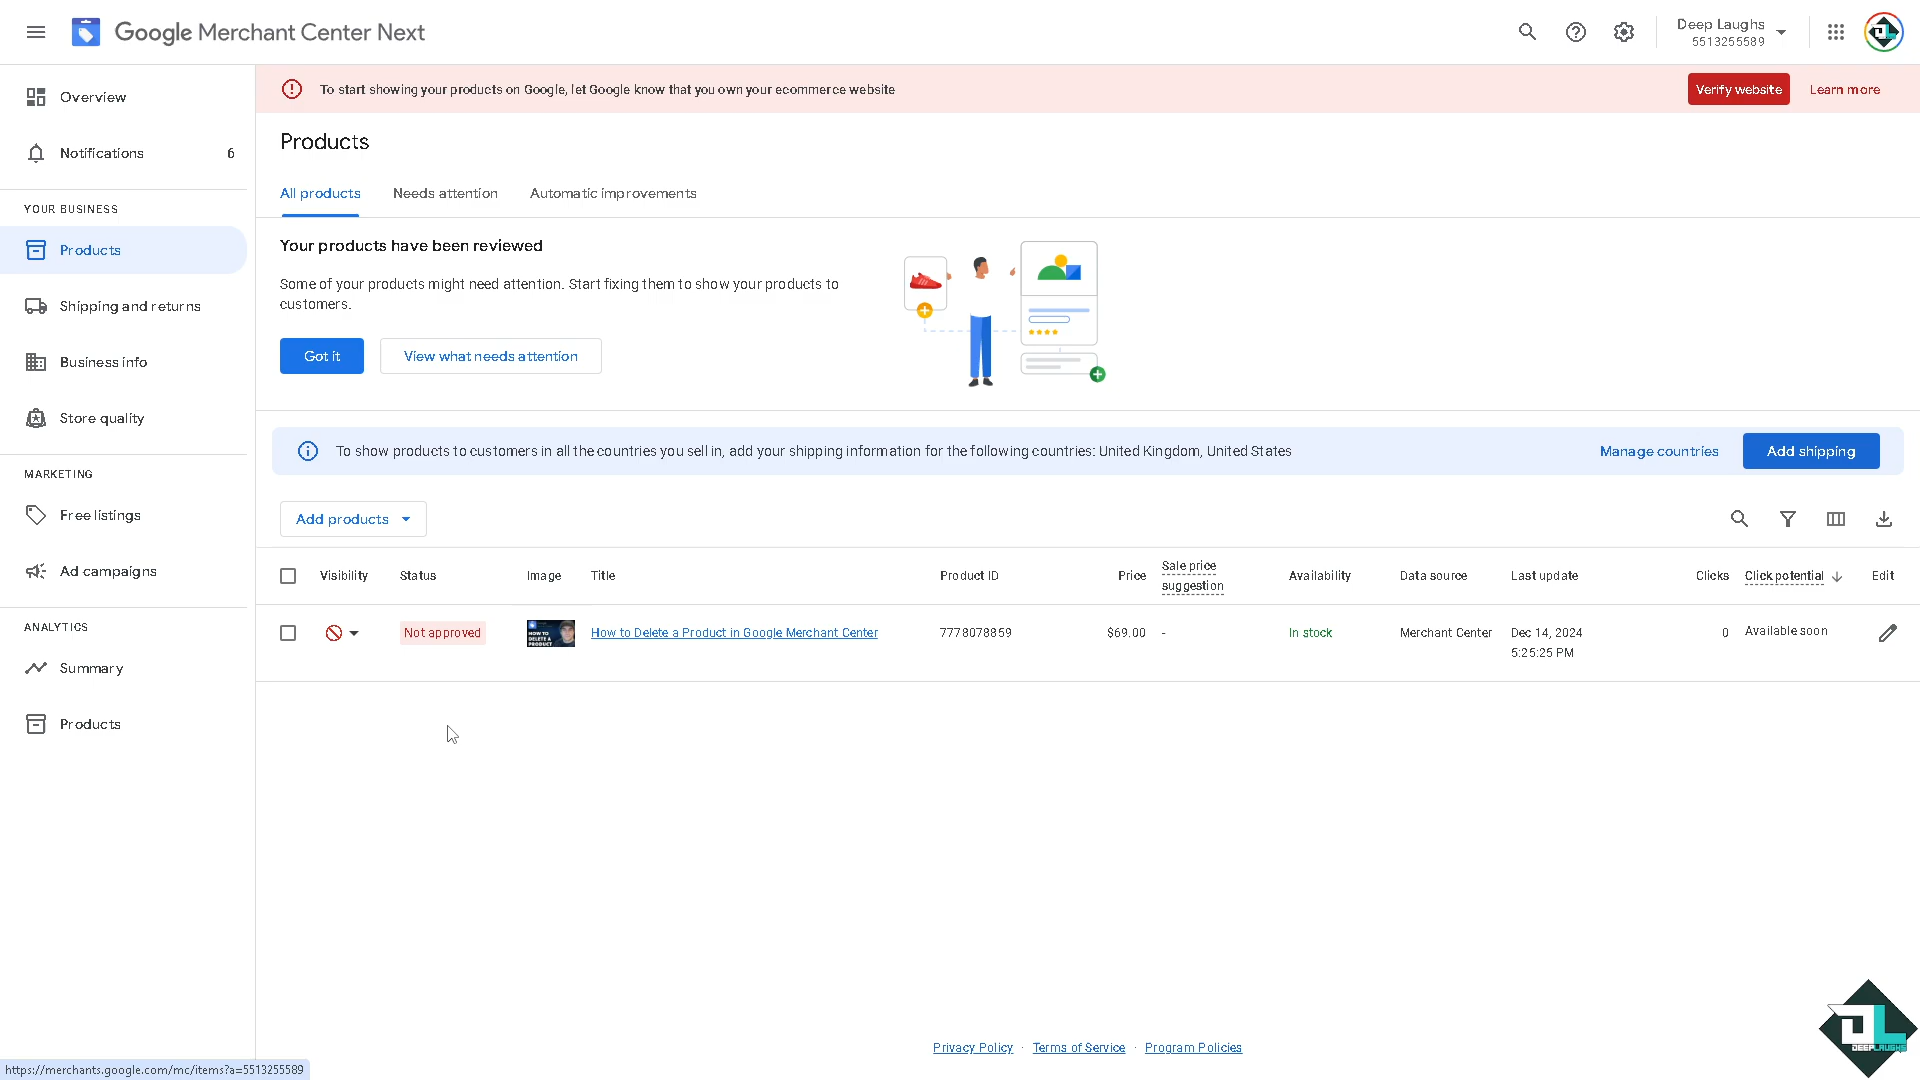 Google Merchant Center Next
Deep Laughs
5513255589
Overview
Notifications 6
YOUR BUSINESS
Products
Shipping and returns
Business info
Store quality
MARKETING
Free listings
Ad campaigns
ANALYTICS
Summary
Products
To start showing your products on Google, let Google know that you own your ecommerce website
Verify website
Learn more
Products
All products
Needs attention
Automatic improvements
Your products have been reviewed
Some of your products might need attention. Start fixing them to show your products to
customers.
Got it
View what needs attention
To show products to customers in all the countries you sell in, add your shipping information for the following countries: United Kingdom, United States
Manage countries
Add shipping
Add products
Visibility Status Image Title Product ID Price Sale price Availability Data source Last update Clicks Click potential Edit
suggestion
Not approved HOW TO How to Delete a Product in Google Merchant Center 7778078859 $69.00 - In stock Merchant Center Dec 14, 2024 0 Available soon
DELETE A
PRODUCT
5:25:25 PM
Privacy Policy · Terms of Service · Program Policies
DEEPLAUGHS
https://merchants.google.com/mc/items?a=5513255589